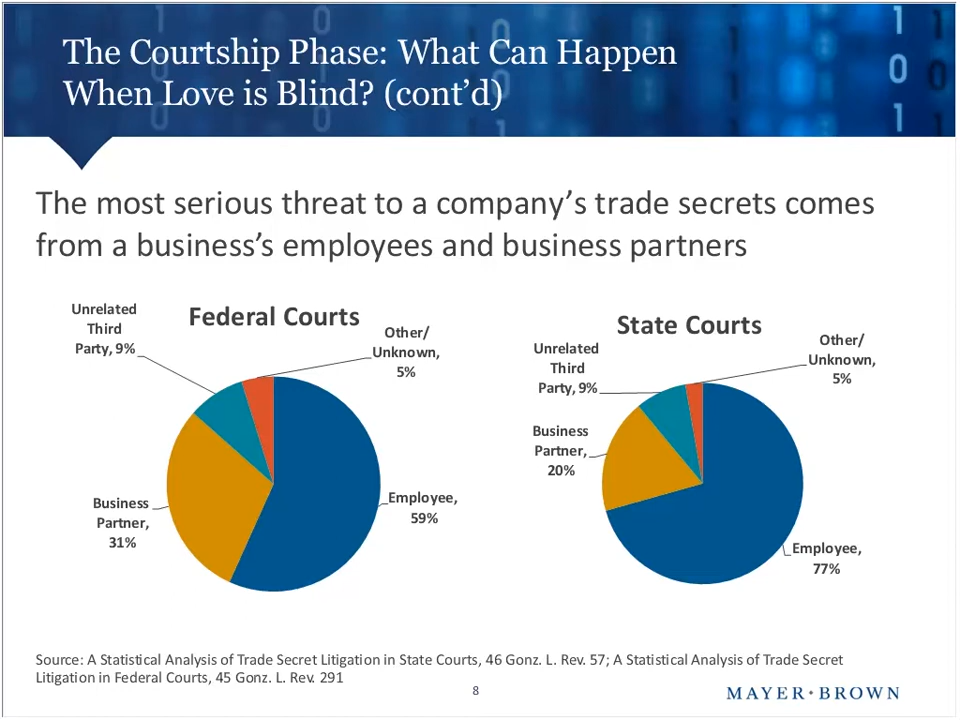 The Courtship Phase: What Can Happen
When Love is Blind? (cont’d)
The most serious threat to a company’s trade secrets comes
from a business’s employees and business partners
Federal Courts
Unrelated
Third
Party, 9%
Other/
Unknown,
5%
Business
Partner,
31%
Employee,
59%
State Courts
Unrelated
Third
Party, 9%
Other/
Unknown,
5%
Business
Partner,
20%
Employee,
77%
Source: A Statistical Analysis of Trade Secret Litigation in State Courts, 46 Gonz. L. Rev. 57; A Statistical Analysis of Trade Secret
Litigation in Federal Courts, 45 Gonz. L. Rev. 291
8
MAYER•BROWN